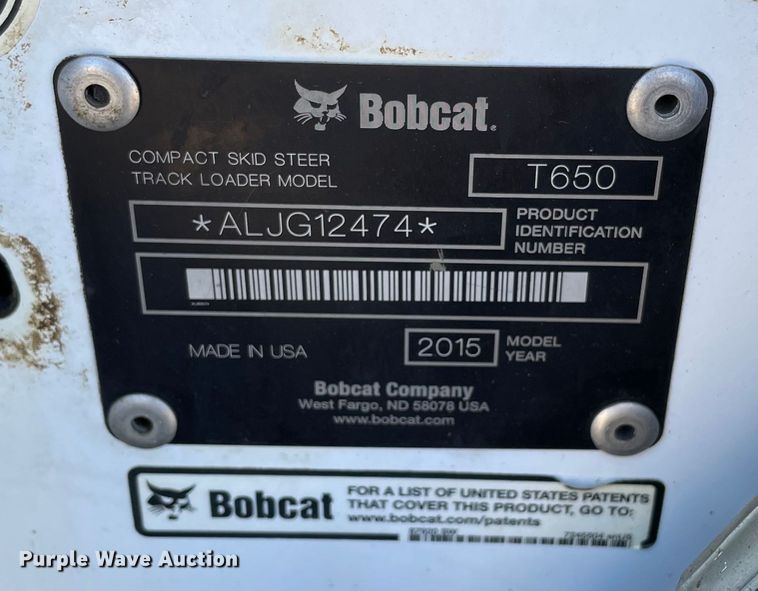 Bobcat.
COMPACT SKID STEER
TRACK LOADER MODEL
T650
*ALJG12474*
PRODUCT
IDENTIFICATION
NUMBER
MADE IN USA
2015
MODEL
YEAR
Bobcat Company
West Fargo, ND 58078 USA
www.bobcat.com
Bobcat
FOR A LIST OF UNITED STATES PATENTS
THAT COVER THIS PRODUCT, GO TO:
www.bobcat.com/patents
Purple Wave Auction